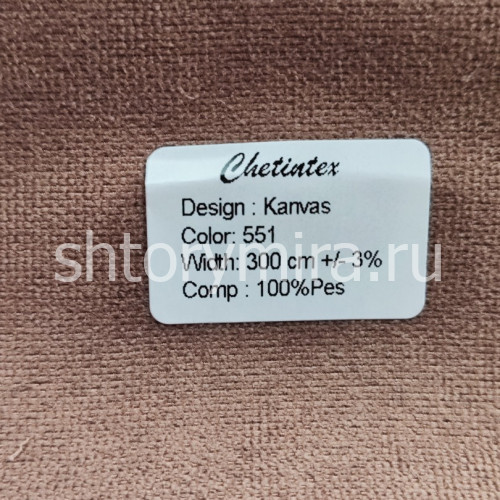 Chetintex
Design : Kanvas
Color: 551
Width: 300 cm +/- 3%
Comp : 100%Pes
shtorymira.ru